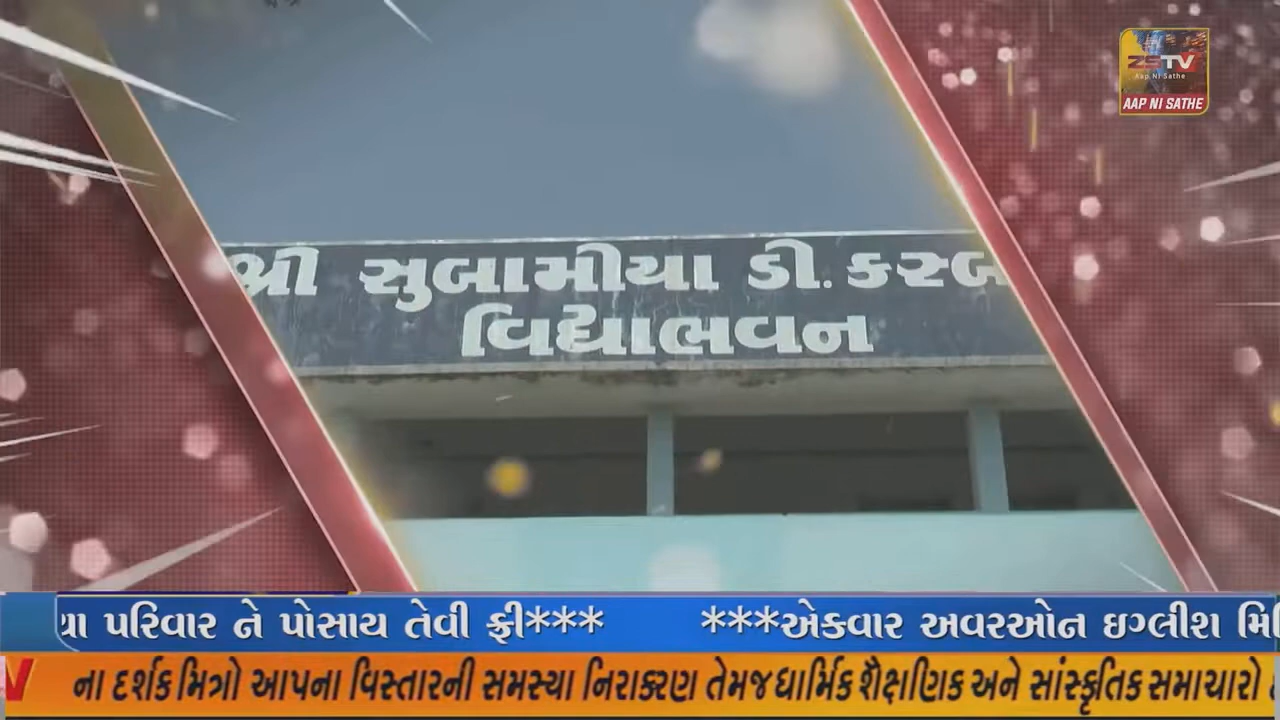 ZSTV
Aap Ni Sathe
AAP NI SATHE
શ્રી સુબામીયા ડી. કરબ
વિદ્યાભવન
પરિવાર ને પોસાય તેવી ફ્રી*** ***એકવાર અવરઓન ઇગ્લીશ
ના દર્શક મિત્રો આપના વિસ્તારની સમસ્યા નિરાકરણ તેમજ ધાર્મિક શૈક્ષણિક અને સાંસ્કૃતિક સમાચારો